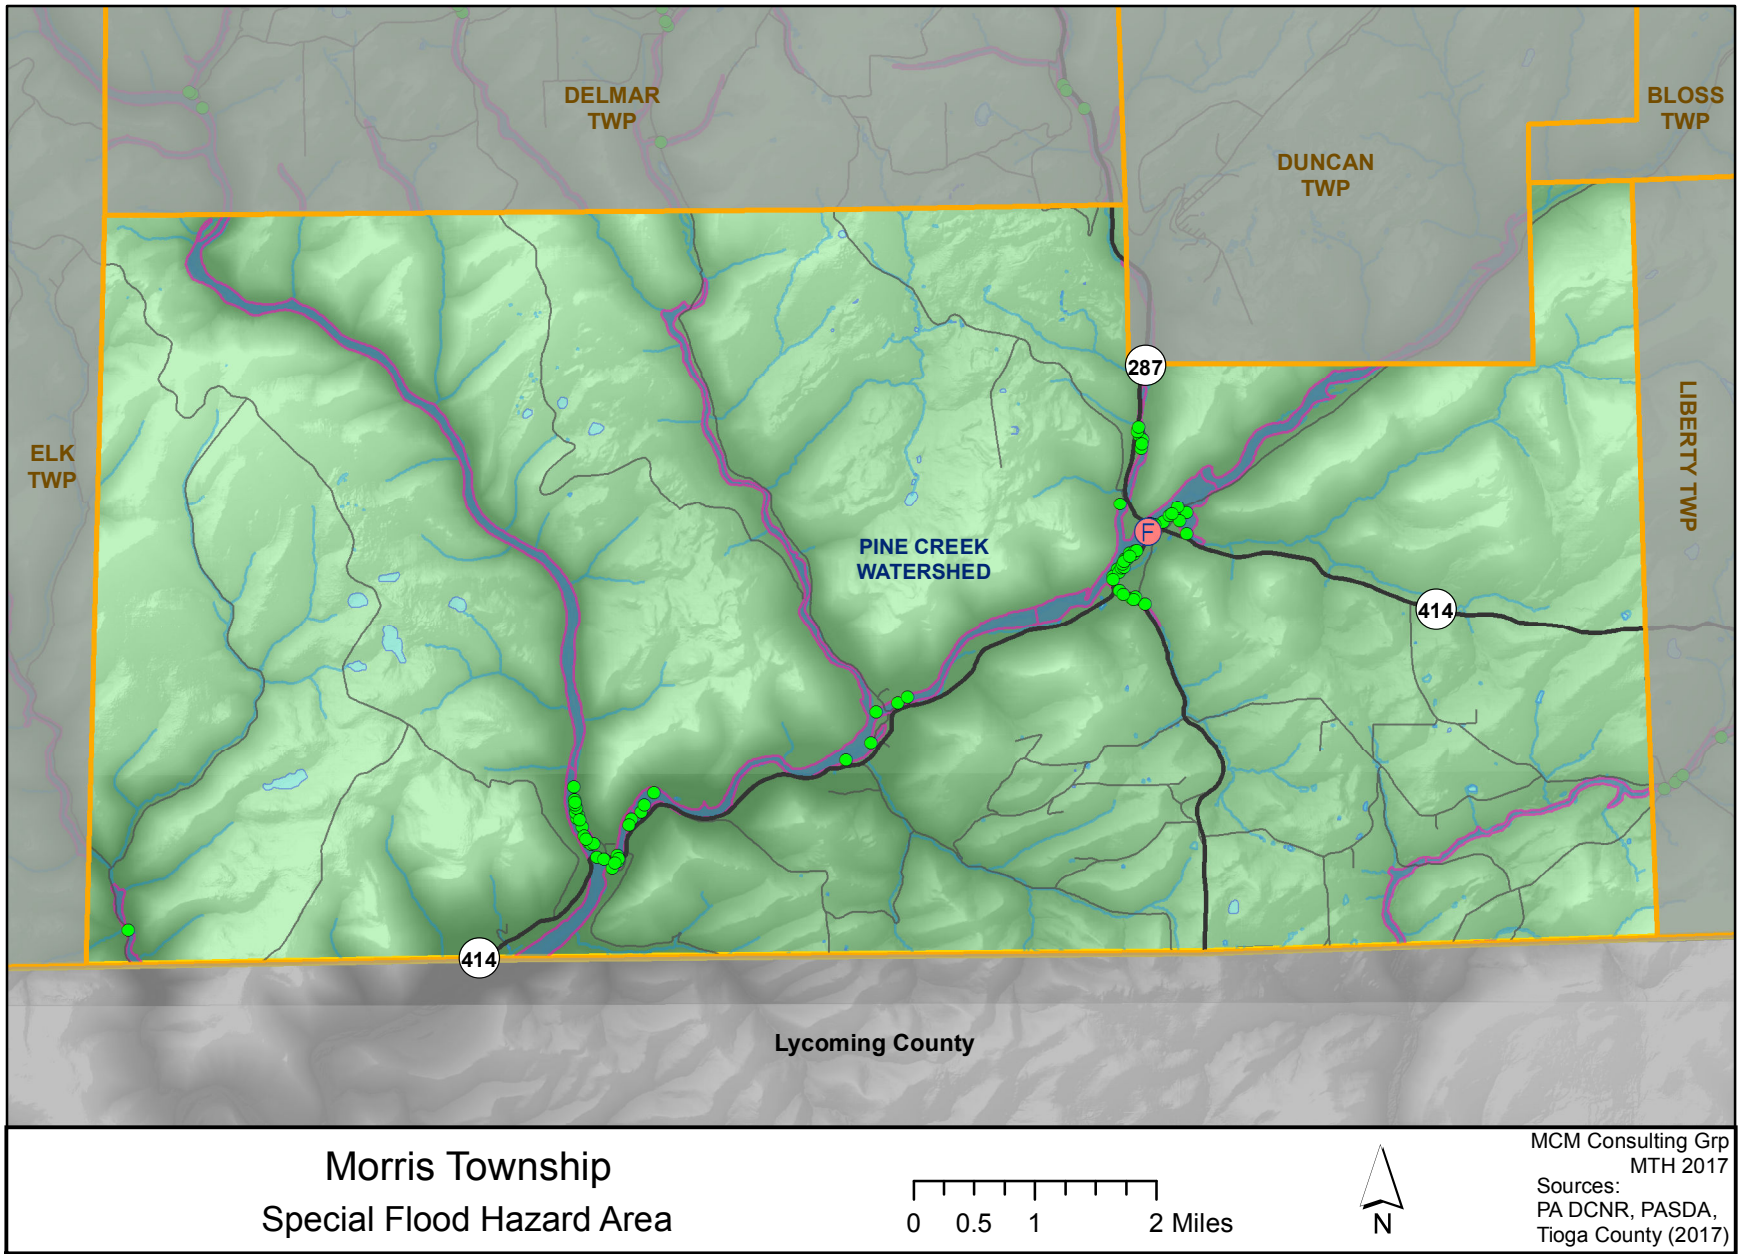 DELMAR
TWP
BLOSS
TWP
DUNCAN
TWP
287
LIBERTY TWP
ELK
TWP
F
PINE CREEK
WATERSHED
414
414
Lycoming County
Morris Township
Special Flood Hazard Area
0 0.5 1 2 Miles
N
MCM Consulting Grp
MTH 2017
Sources:
PA DCNR, PASDA,
Tioga County (2017)